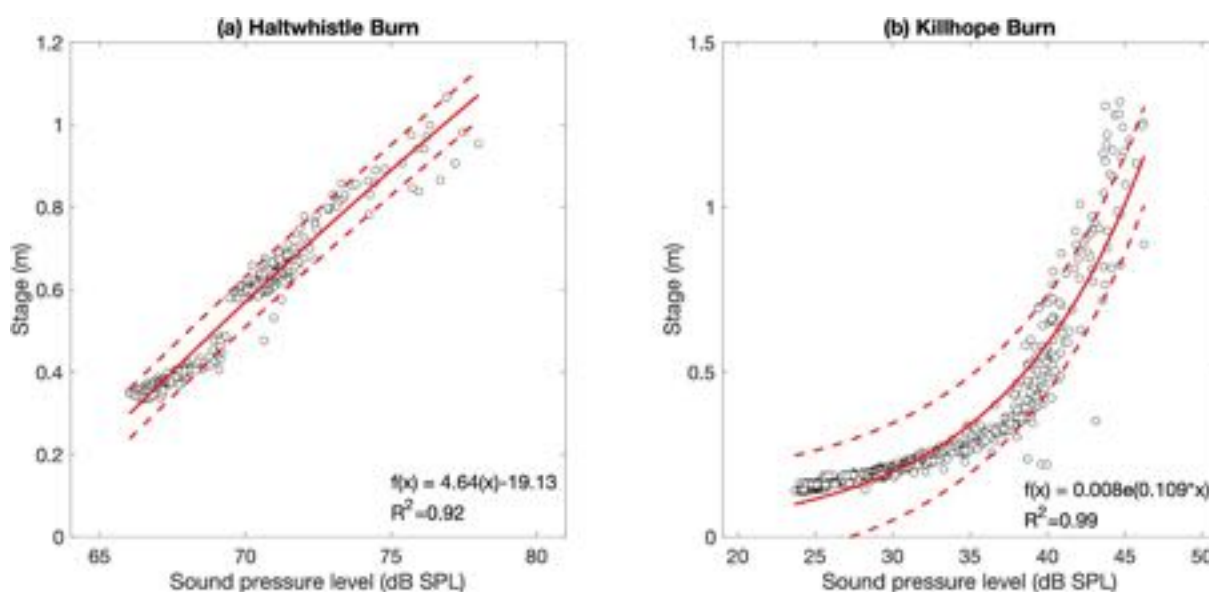 (a) Haltwhistle Burn
1.2
1
0.8
0.6
0.4
0.2
0
Stage (m)
65 70 75 80
Sound pressure level (dB SPL)
f(x) = 4.64(x)-19.13
R²=0.92
(b) Killhope Burn
1.5
1
0.5
0
Stage (m)
20 25 30 35 40 45 50
Sound pressure level (dB SPL)
f(x) = 0.008e(0.109*x)
R²=0.99